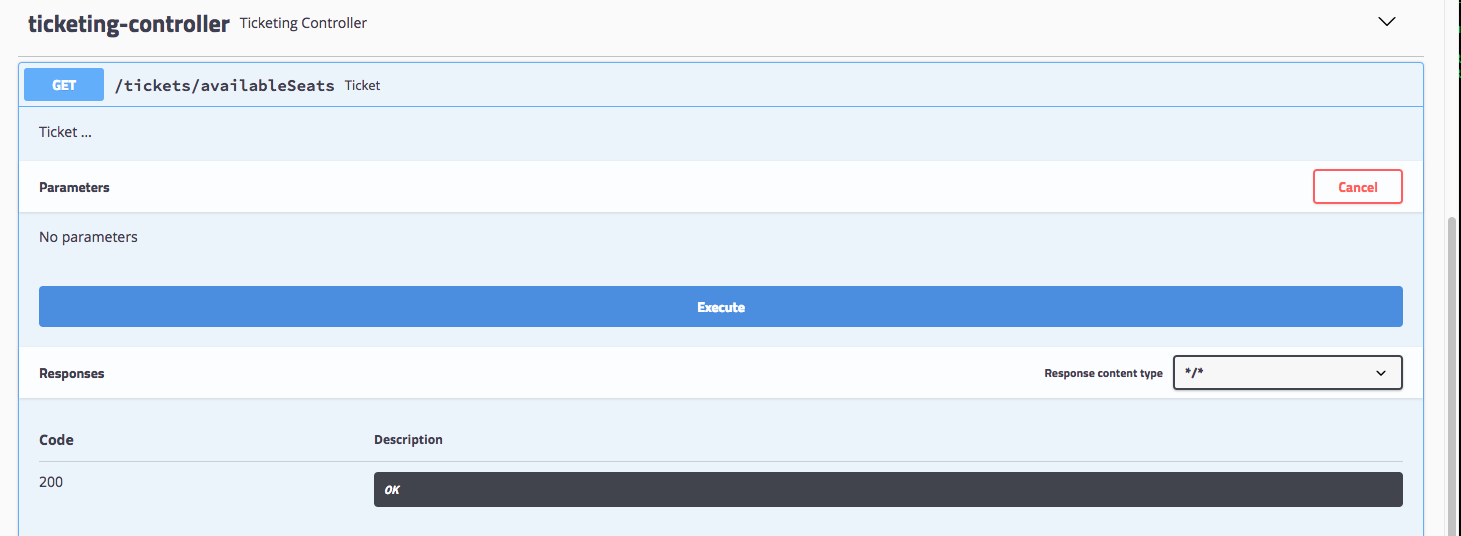 ticketing-controller Ticketing Controller
GET /tickets/availableSeats Ticket
Ticket ...
Parameters Cancel
No parameters
Execute
Responses Response content type */*
Code Description
200 OK